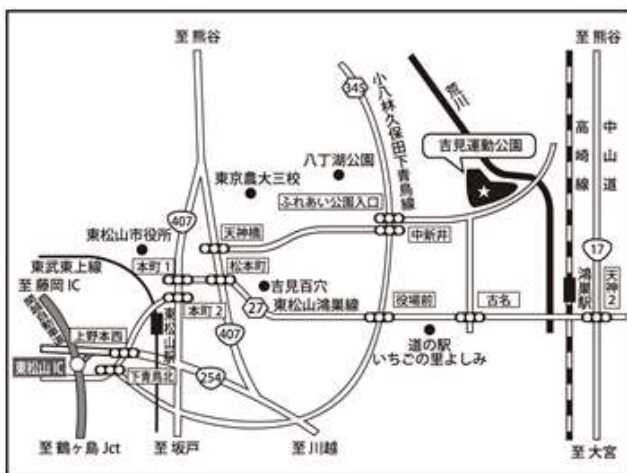 至 熊谷
至 熊谷
345
小八林久保田下青鳥線
荒川
高崎線
中山道
吉見運動公園
八丁湖公園
東京農大三校
ふれあい公園入口
407
天神橋
中新井
東松山市役所
17
東武東上線
本町1
松本町
吉見百穴
鴻巣駅
天神2
至 藤岡 IC
本町2
27
東松山鴻巣線
役場前
古名
東松山駅
407
道の駅
いちごの里よしみ
上野本西
東松山 IC
下青鳥北
254
至 鶴ヶ島 Jct
至 坂戸
至 川越
至 大宮